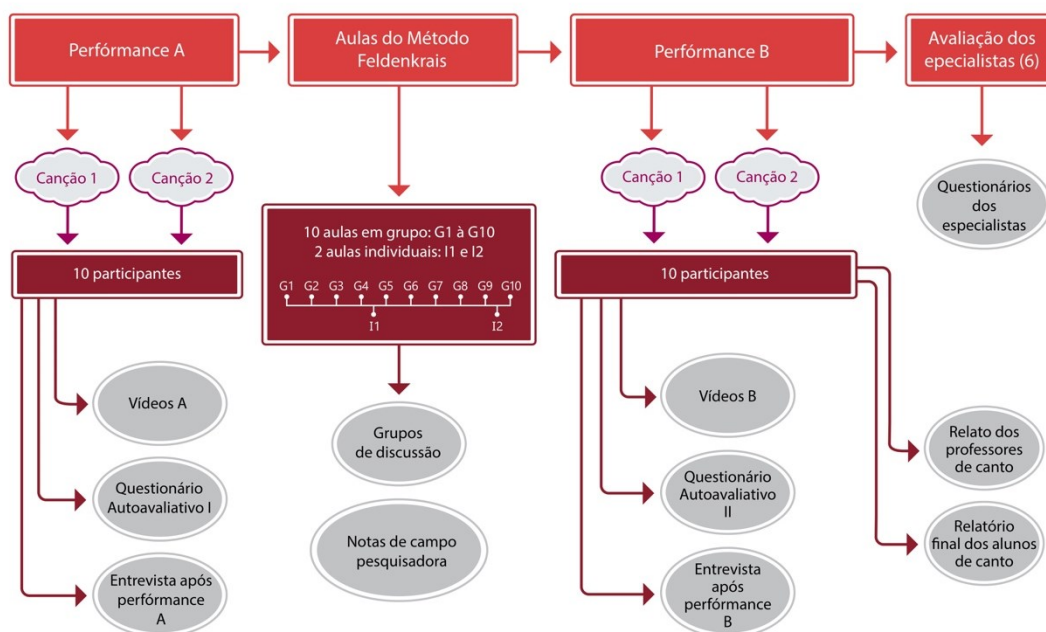 Perfórmance A
Aulas do Método
Feldenkrais
Perfórmance B
Avaliação dos
epecialistas (6)
Canção 1
Canção 2
Canção 1
Canção 2
Questionários
dos
especialistas
10 participantes
10 aulas em grupo: G1 à G10
2 aulas individuais: I1 e I2
G1 G2 G3 G4 G5 G6 G7 G8 G9 G10
I1 I2
10 participantes
Vídeos A
Questionário
Autoavaliativo I
Entrevista após
perfórmance
A
Grupos
de discussão
Notas de campo
pesquisadora
Vídeos B
Questionário
Autoavaliativo
II
Entrevista
após
perfórmance
B
Relato dos
professores
de canto
Relatório
final dos alunos
de canto